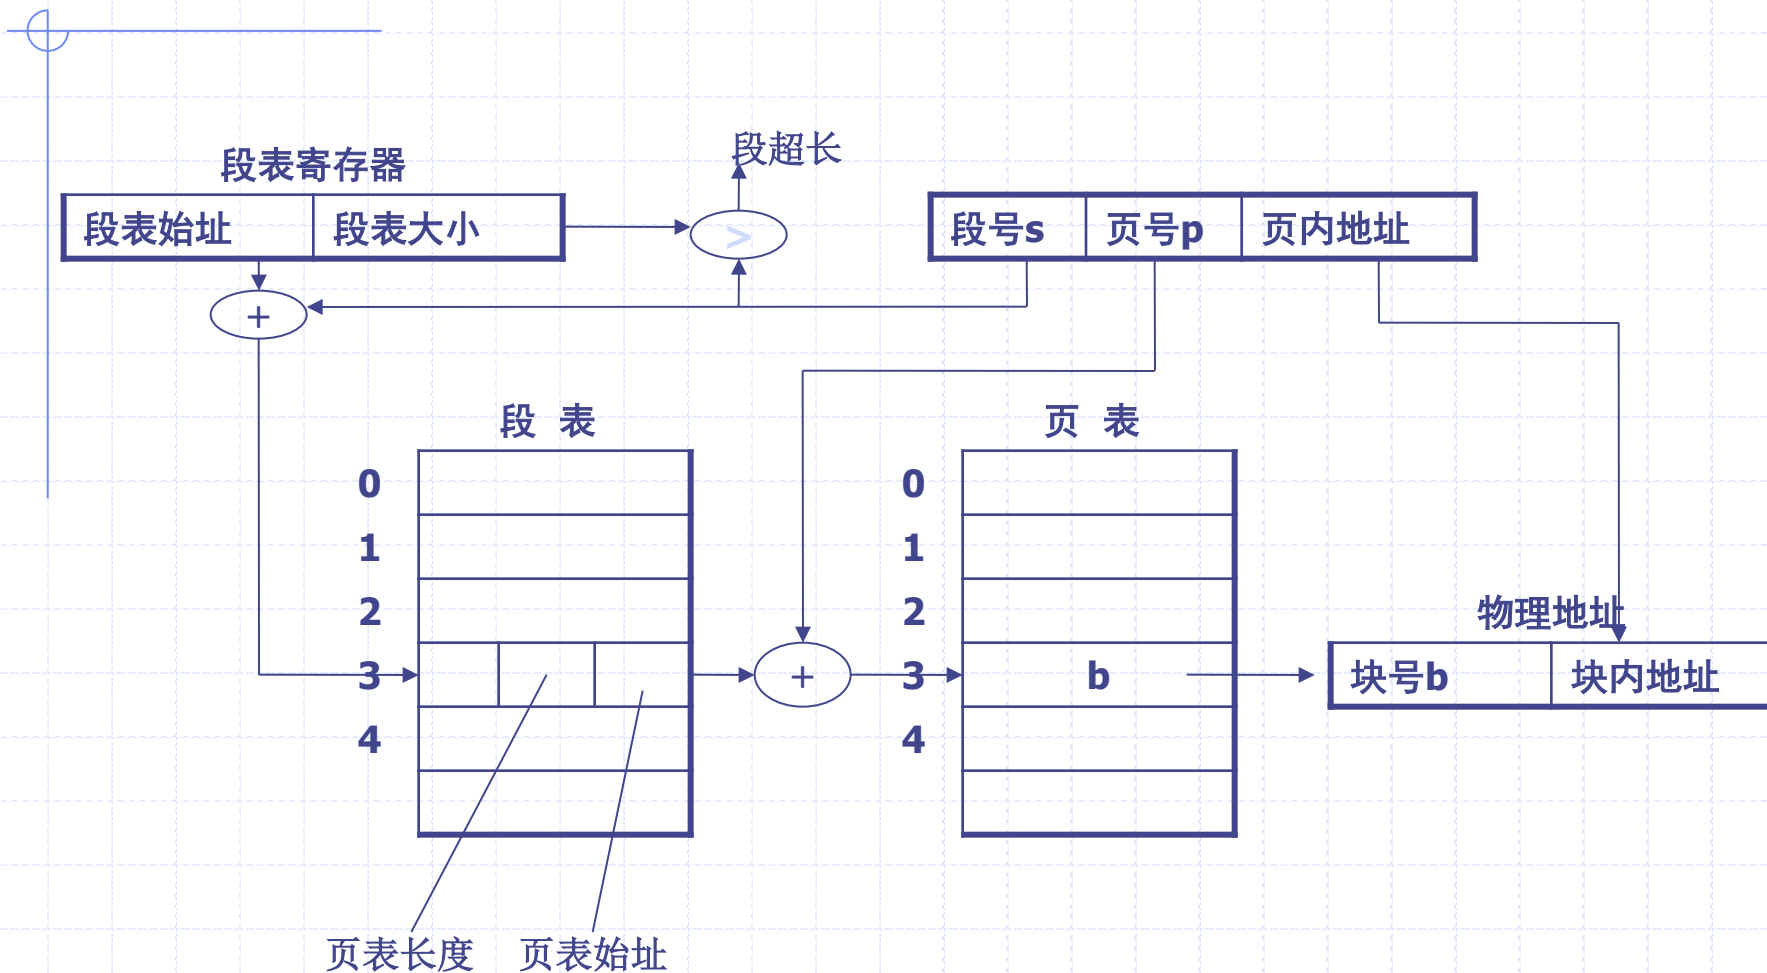 段超长
段表寄存器
段表始址 段表大小
>
段号s 页号p 页内地址
+
段 表
页 表
0
1
2
3
4
+
0
1
2
3
4
b
物理地址
块号b 块内地址
页表长度 页表始址